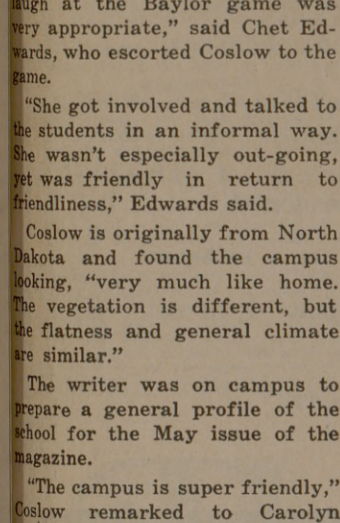 laugh at the Baylor game was
very appropriate," said Chet Ed-
wards, who escorted Coslow to the
game.
"She got involved and talked to
the students in an informal way.
She wasn't especially out-going,
yet was friendly in return to
friendliness," Edwards said.
Coslow is originally from North
Dakota and found the campus
looking, "very much like home.
The vegetation is different, but
the flatness and general climate
are similar."
The writer was on campus to
prepare a general profile of the
school for the May issue of the
magazine.
"The campus is super friendly,"
Coslow remarked to Carolyn